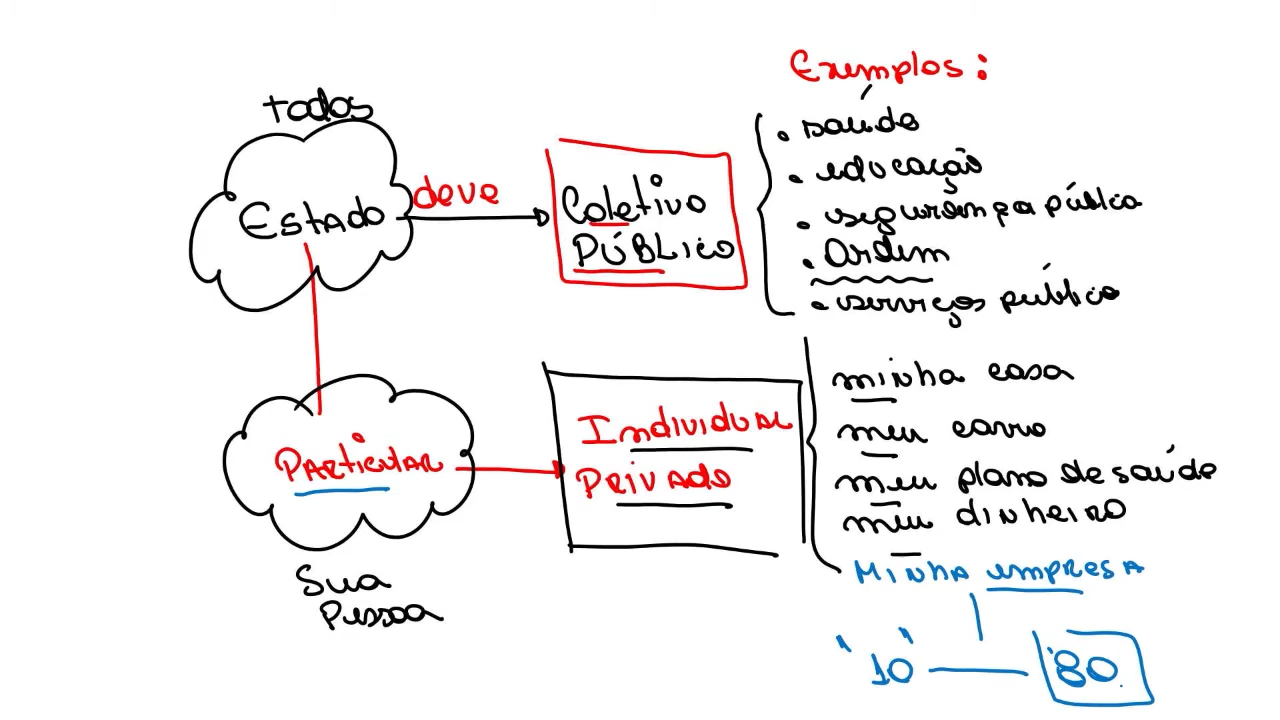 Exemplos:
todos
• saúde
• educação
deve
Estado
Coletivo
Público
• segurança pública
• Ordem
• serviços público
minha casa
Individual
meu carro
Particular
Privado
meu plano de saúde
meu dinheiro
Minha empresa
Sua
Pessoa
"10"
80